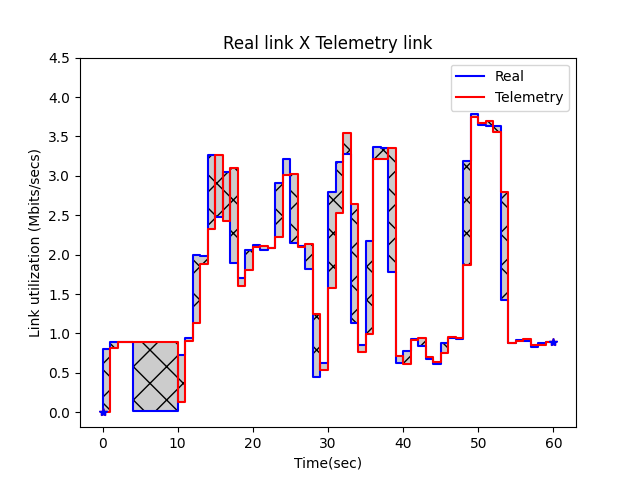 Real link X Telemetry link
Real
Telemetry
Link utilization (Mbits/secs)
4.5
4.0
3.5
3.0
2.5
2.0
1.5
1.0
0.5
0.0
0 10 20 30 40 50 60
Time(sec)